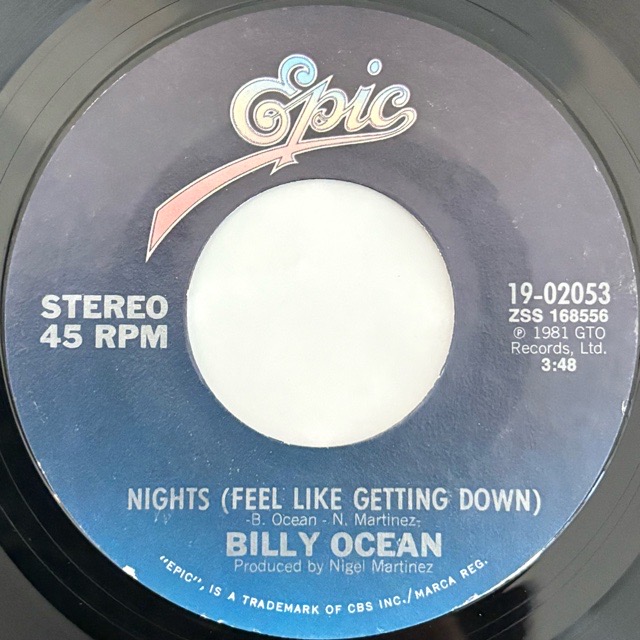 Epic
STEREO
45 RPM
19-02053
ZSS 168556
Ⓟ 1981 GTO
Records, Ltd.
3:48
NIGHTS (FEEL LIKE GETTING DOWN)
-B. Ocean - N. Martinez-
BILLY OCEAN
Produced by Nigel Martinez
"EPIC", IS A TRADEMARK OF CBS INC./MARCA REG.